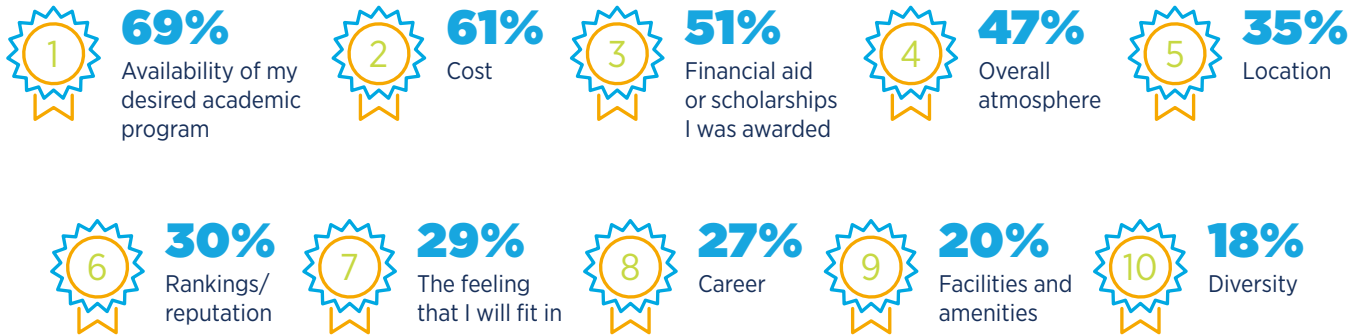 1
69%
Availability of my
desired academic
program
2
61%
Cost
3
51%
Financial aid
or scholarships
I was awarded
4
47%
Overall
atmosphere
5
35%
Location
6
30%
Rankings/
reputation
7
29%
The feeling
that I will fit in
8
27%
Career
9
20%
Facilities and
amenities
10
18%
Diversity